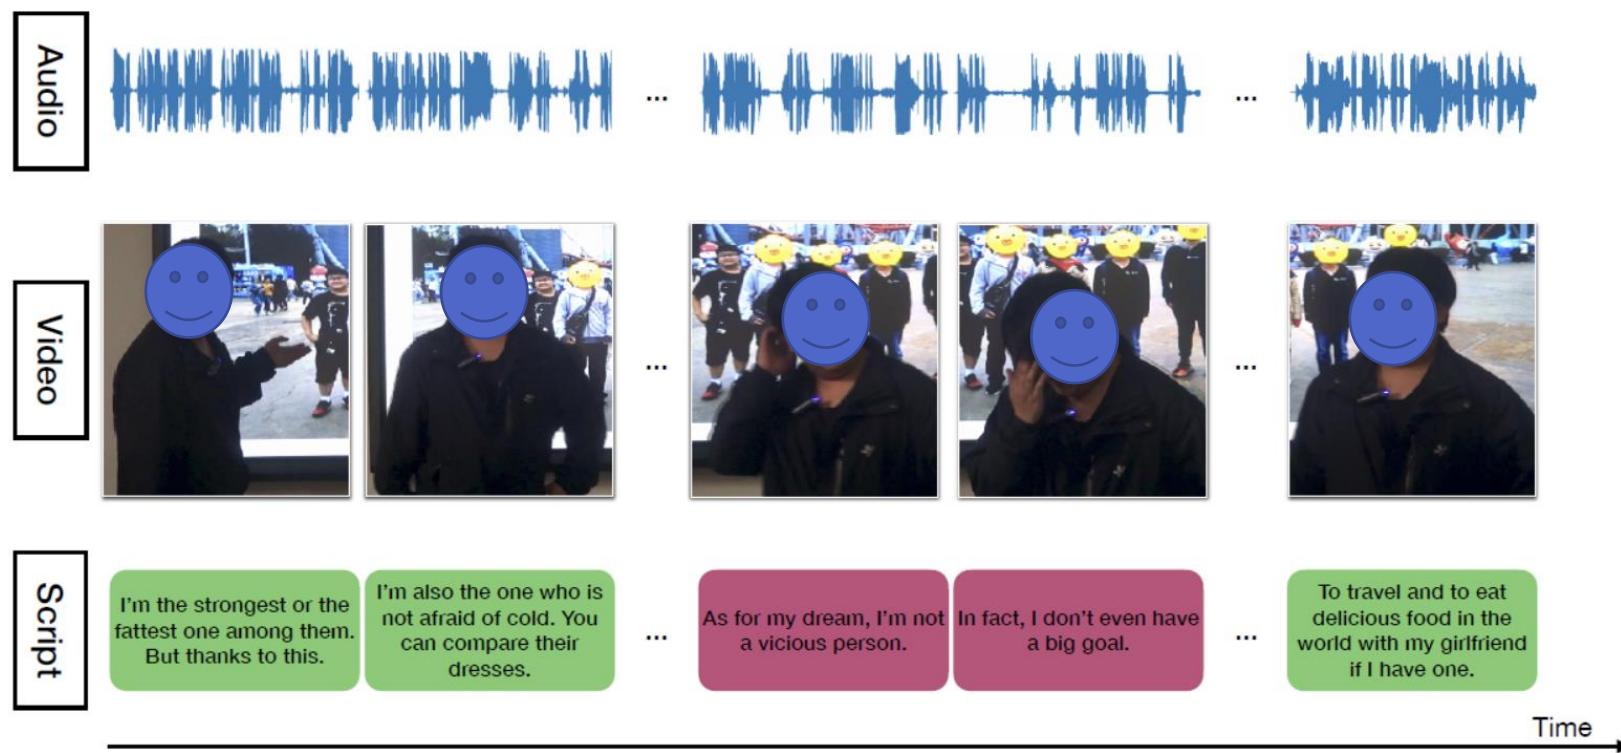 Audio
...
...
Video
...
...
Script
I'm the strongest or the
fattest one among them.
But thanks to this.
I'm also the one who is
not afraid of cold. You
can compare their
dresses.
...
As for my dream, I'm not
a vicious person.
In fact, I don't even have
a big goal.
...
To travel and to eat
delicious food in the
world with my girlfriend
if I have one.
Time